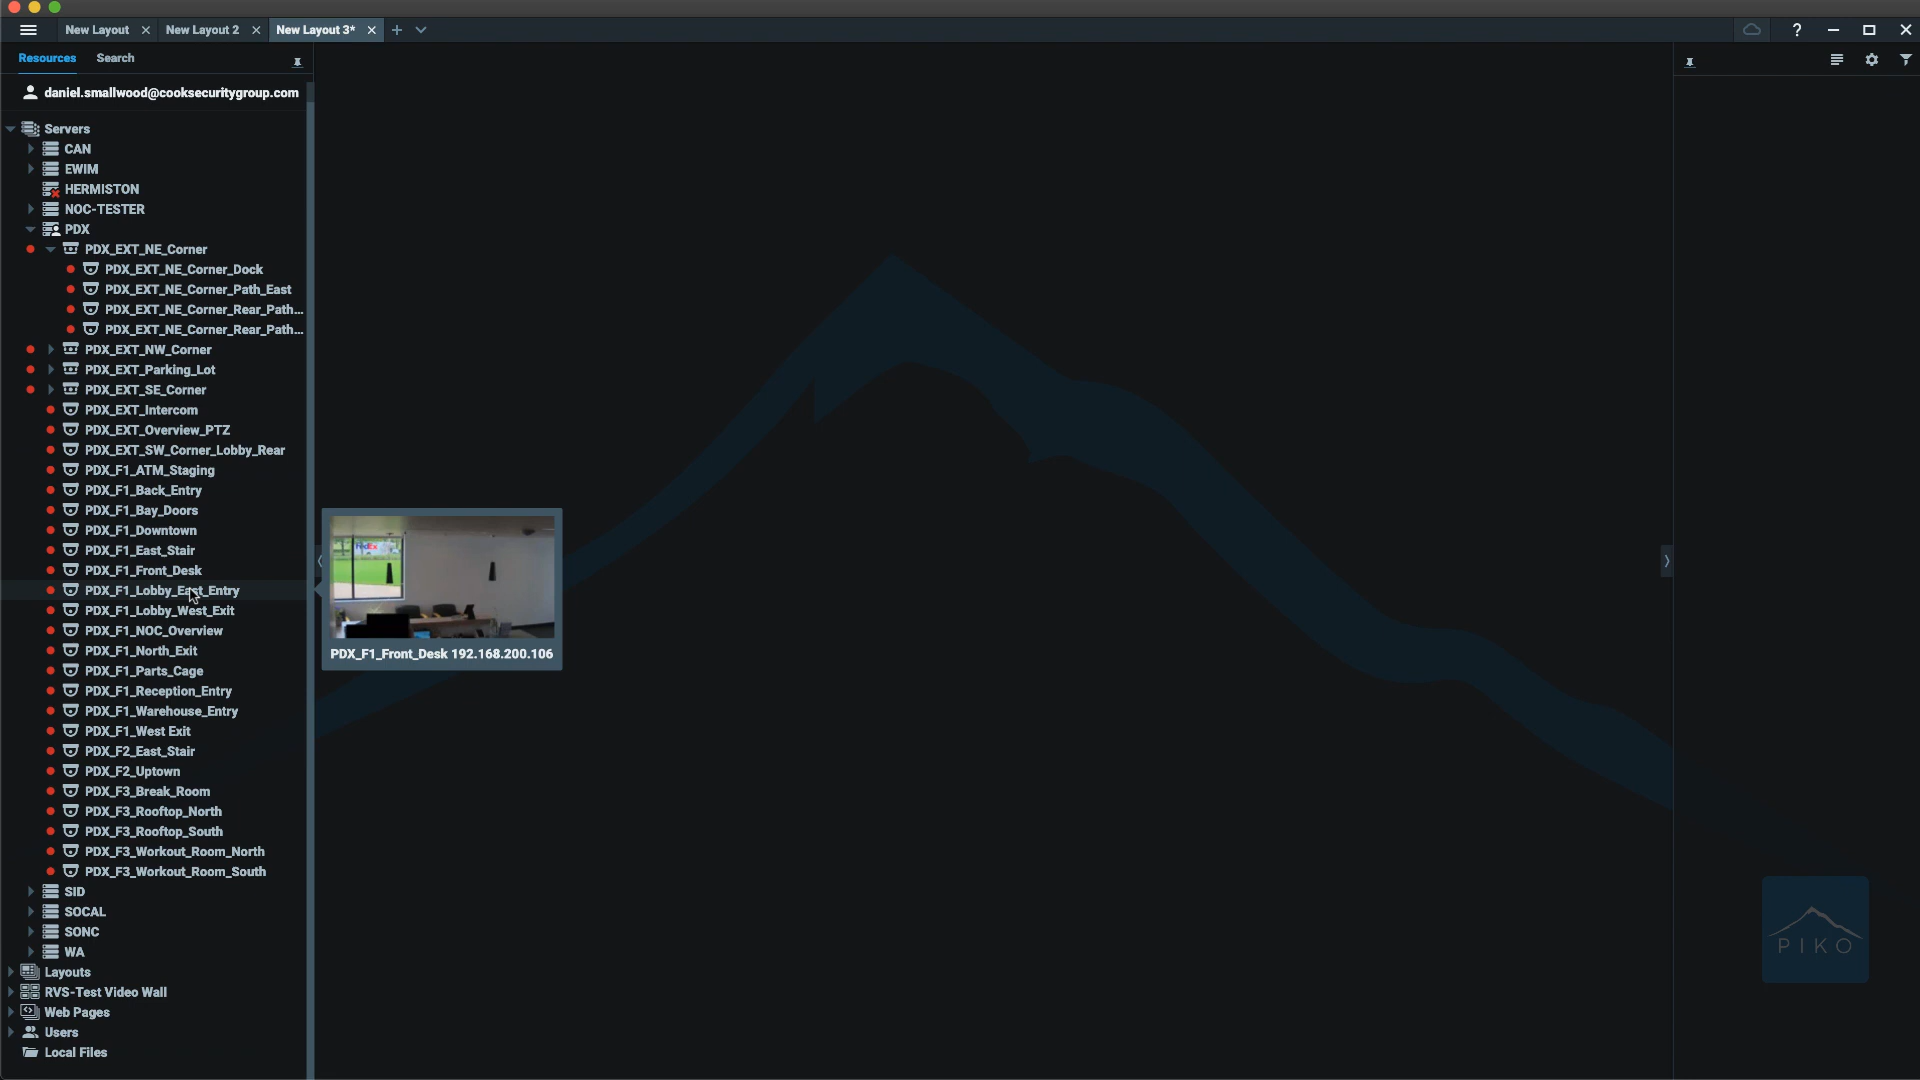 New Layout
New Layout 2
New Layout 3*
?
Resources
Search
daniel.smallwood@cooksecuritygroup.com
Servers
CAN
EWIM
HERMISTON
NOC-TESTER
PDX
PDX_EXT_NE_Corner
PDX_EXT_NE_Corner_Dock
PDX_EXT_NE_Corner_Path_East
PDX_EXT_NE_Corner_Rear_Path...
PDX_EXT_NE_Corner_Rear_Path...
PDX_EXT_NW_Corner
PDX_EXT_Parking_Lot
PDX_EXT_SE_Corner
PDX_EXT_Intercom
PDX_EXT_Overview_PTZ
PDX_EXT_SW_Corner_Lobby_Rear
PDX_F1_ATM_Staging
PDX_F1_Back_Entry
PDX_F1_Bay_Doors
PDX_F1_Downtown
PDX_F1_East_Stair
PDX_F1_Front_Desk
PDX_F1_Lobby_East_Entry
PDX_F1_Lobby_West_Exit
PDX_F1_NOC_Overview
PDX_F1_North_Exit
PDX_F1_Parts_Cage
PDX_F1_Reception_Entry
PDX_F1_Warehouse_Entry
PDX_F1_West Exit
PDX_F2_East_Stair
PDX_F2_Uptown
PDX_F3_Break_Room
PDX_F3_Rooftop_North
PDX_F3_Rooftop_South
PDX_F3_Workout_Room_North
PDX_F3_Workout_Room_South
SID
SOCAL
SONC
WA
Layouts
RVS-Test Video Wall
Web Pages
Users
Local Files
FedEx
PDX_F1_Front_Desk 192.168.200.106
PIKO